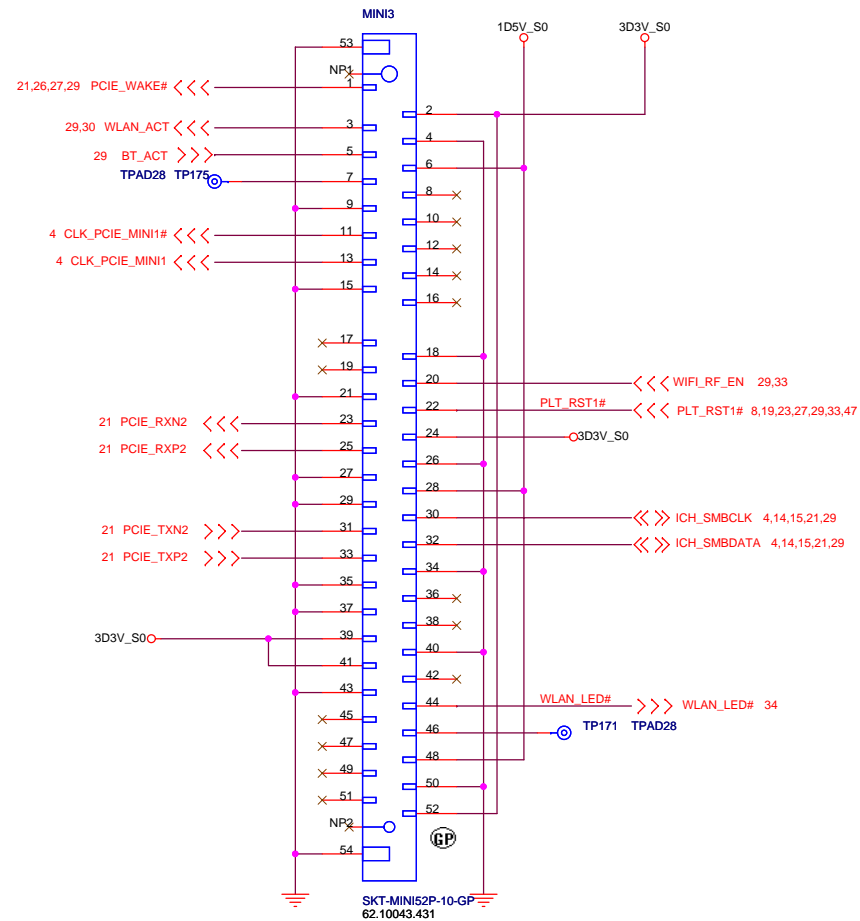 MINI3
1D5V_S0
3D3V_S0
53
NP1
21,26,27,29 PCIE_WAKE# 1
2
29,30 WLAN_ACT 3
4
29 BT_ACT 5
6
TPAD28 TP175 7
8
9
10
4 CLK_PCIE_MINI1# 11
12
4 CLK_PCIE_MINI1 13
14
15
16
17
18
19
20 WIFI_RF_EN 29,33
21
22 PLT_RST1# PLT_RST1# 8,19,23,27,29,33,47
21 PCIE_RXN2 23
24 3D3V_S0
21 PCIE_RXP2 25
26
27
28
29
30 ICH_SMBCLK 4,14,15,21,29
21 PCIE_TXN2 31
32 ICH_SMBDATA 4,14,15,21,29
21 PCIE_TXP2 33
34
35
36
37
38
3D3V_S0 39
40
41
42
43
44 WLAN_LED# WLAN_LED# 34
45
46 TP171 TPAD28
47
48
49
50
51
52
NP2
GP
54
SKT-MINI52P-10-GP
62.10043.431